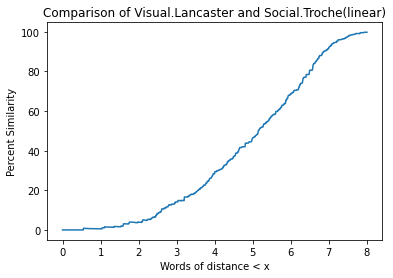 Comparison of Visual.Lancaster and Social.Troche(linear)
100
80
60
40
20
0
Percent Similarity
0 1 2 3 4 5 6 7 8
Words of distance < x